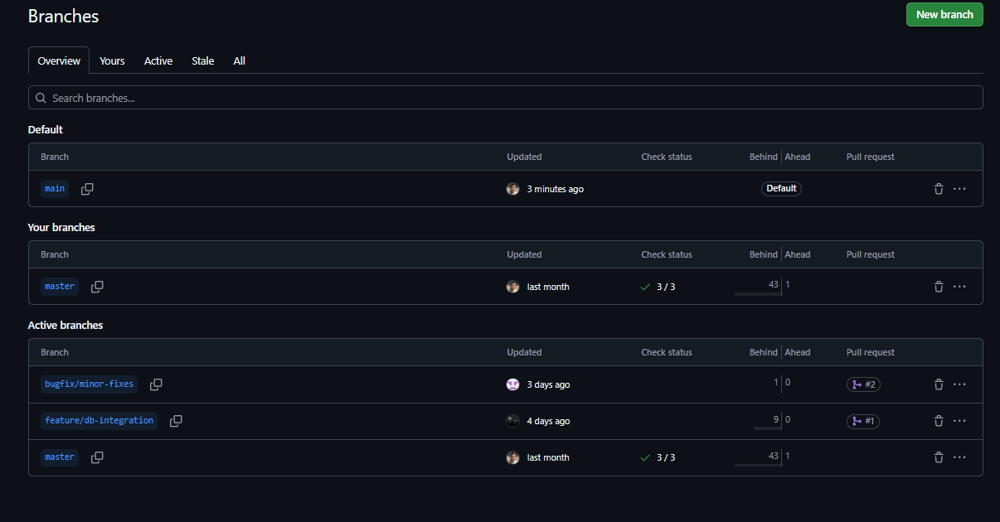 Branches
New branch
Overview Yours Active Stale All
Search branches...
Default
Branch Updated Check status Behind Ahead Pull request
main 3 minutes ago Default
Your branches
Branch Updated Check status Behind Ahead Pull request
master last month 3 / 3 43 1
Active branches
Branch Updated Check status Behind Ahead Pull request
bugfix/minor-fixes 3 days ago 1 0 #2
feature/db-integration 4 days ago 9 0 #1
master last month 3 / 3 43 1